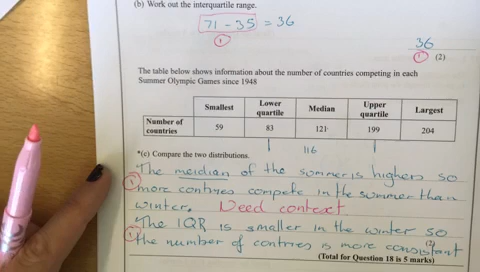 (b) Work out the interquartile range.
71 - 35 = 36
1
36
1 (2)
The table below shows information about the number of countries competing in each
Summer Olympic Games since 1948
Smallest Lower quartile Median Upper quartile Largest
Number of countries 59 83 121 199 204
116
*(c) Compare the two distributions.
The meidian of the sommer is highers so
1 more contries compete in the summer than
winter. Need context
The IQR is smaller in the winter so
(2)
1 the number of contries is more consistant
(Total for Question 18 is 5 marks)